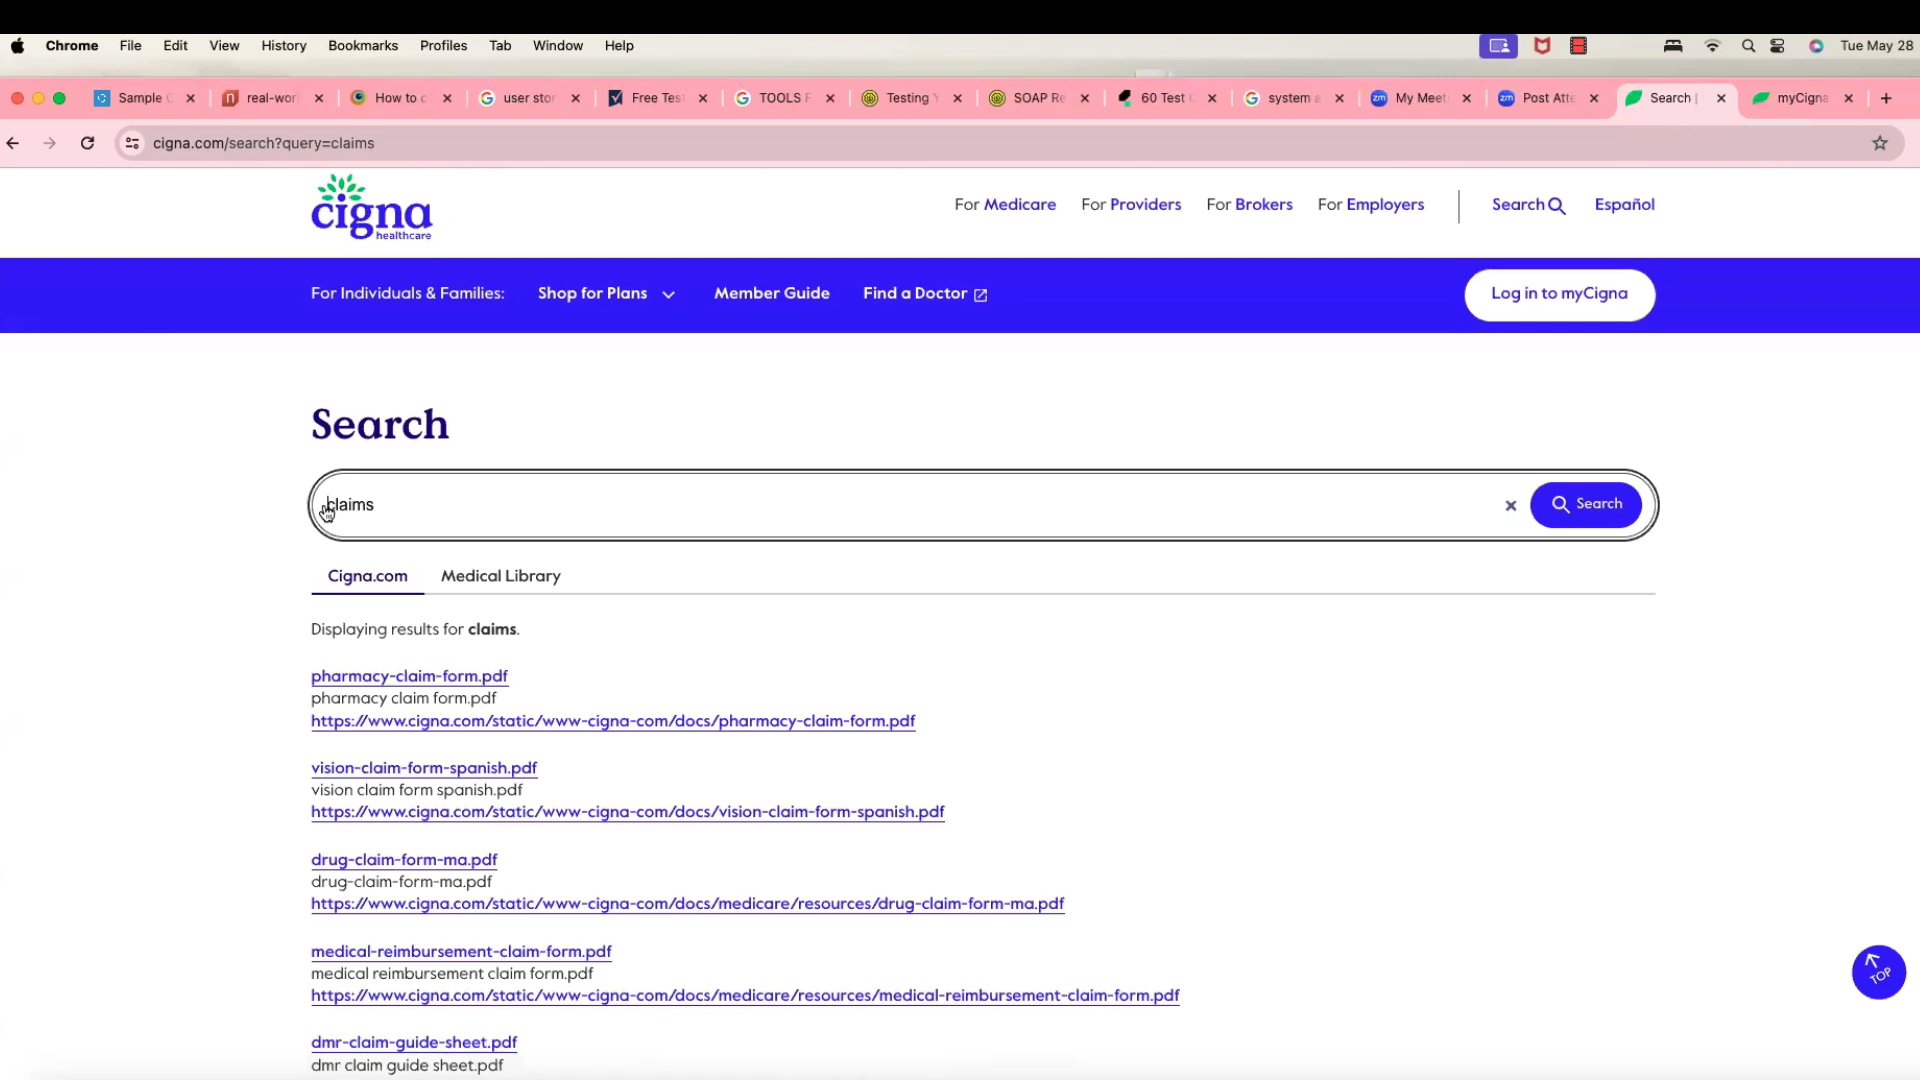 Chrome File Edit View History Bookmarks Profiles Tab Window Help Tue May 28
Sample real-worl How to c user stor Free Test TOOLS F Testing SOAP Re 60 Test system a My Meet Post Atte Search | myCigna
cigna.com/search?query=claims
cigna
healthcare
For Medicare For Providers For Brokers For Employers Search Español
For Individuals & Families: Shop for Plans Member Guide Find a Doctor Log in to myCigna
Search
claims Search
Cigna.com Medical Library
Displaying results for claims.
pharmacy-claim-form.pdf
pharmacy claim form.pdf
https://www.cigna.com/static/www-cigna-com/docs/pharmacy-claim-form.pdf
vision-claim-form-spanish.pdf
vision claim form spanish.pdf
https://www.cigna.com/static/www-cigna-com/docs/vision-claim-form-spanish.pdf
drug-claim-form-ma.pdf
drug-claim-form-ma.pdf
https://www.cigna.com/static/www-cigna-com/docs/medicare/resources/drug-claim-form-ma.pdf
medical-reimbursement-claim-form.pdf
medical reimbursement claim form.pdf
https://www.cigna.com/static/www-cigna-com/docs/medicare/resources/medical-reimbursement-claim-form.pdf
TOP
dmr-claim-guide-sheet.pdf
dmr claim guide sheet.pdf